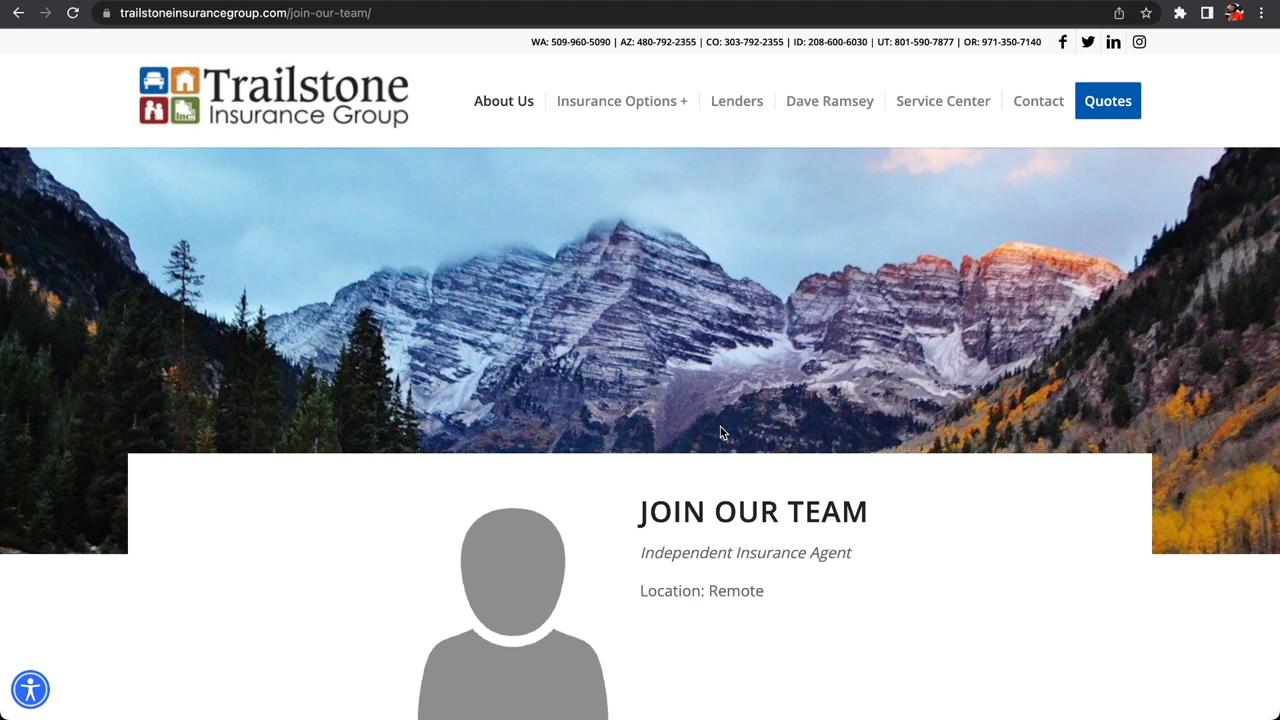 trailstoneinsurancegroup.com/join-our-team/
WA: 509-960-5090 | AZ: 480-792-2355 | CO: 303-792-2355 | ID: 208-600-6030 | UT: 801-590-7877 | OR: 971-350-7140
Trailstone
Insurance Group
About Us
Insurance Options +
Lenders
Dave Ramsey
Service Center
Contact
Quotes
JOIN OUR TEAM
Independent Insurance Agent
Location: Remote